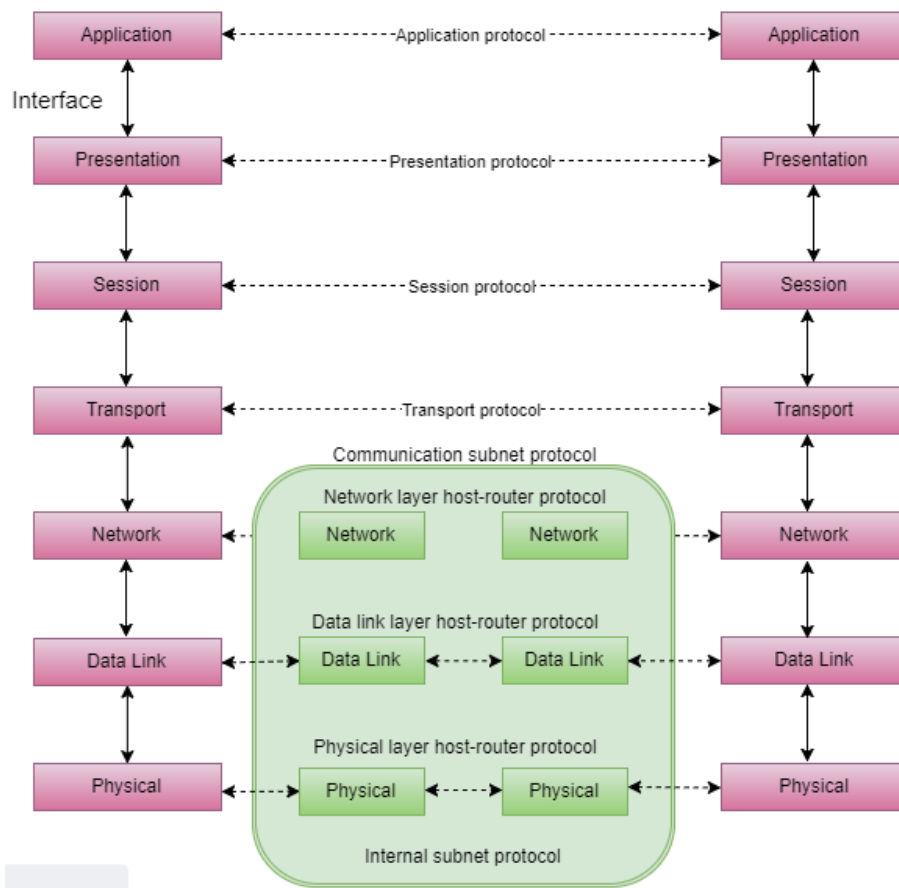 Application
Application protocol
Application
Interface
Presentation
Presentation protocol
Presentation
Session
Session protocol
Session
Transport
Transport protocol
Transport
Communication subnet protocol
Network layer host-router protocol
Network
Network
Network
Network
Data link layer host-router protocol
Data Link
Data Link
Data Link
Data Link
Physical layer host-router protocol
Physical
Physical
Physical
Physical
Internal subnet protocol